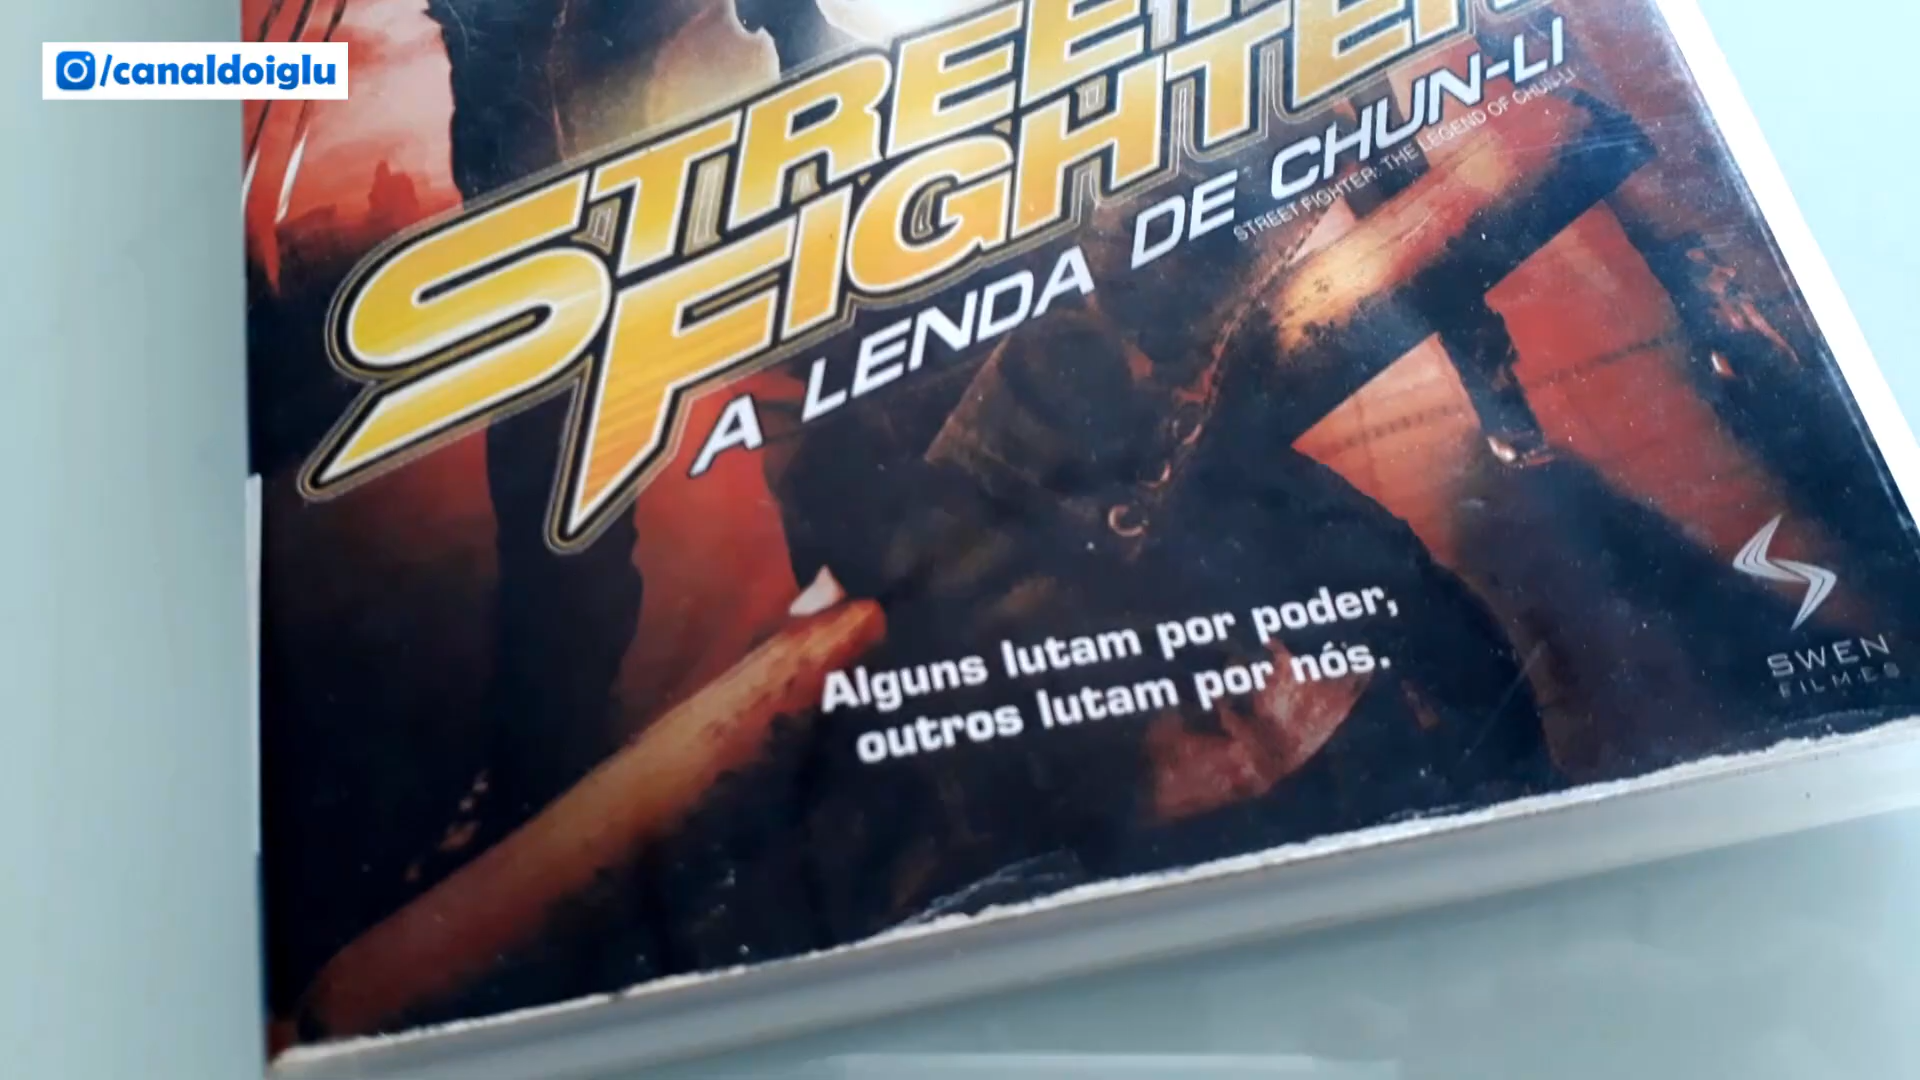 /canaldoiglu
STREET
FIGHTER
A LENDA DE CHUN-LI
STREET FIGHTER: THE LEGEND OF CHUN-LI
Alguns lutam por poder,
outros lutam por nós.
SWEN
FILMES